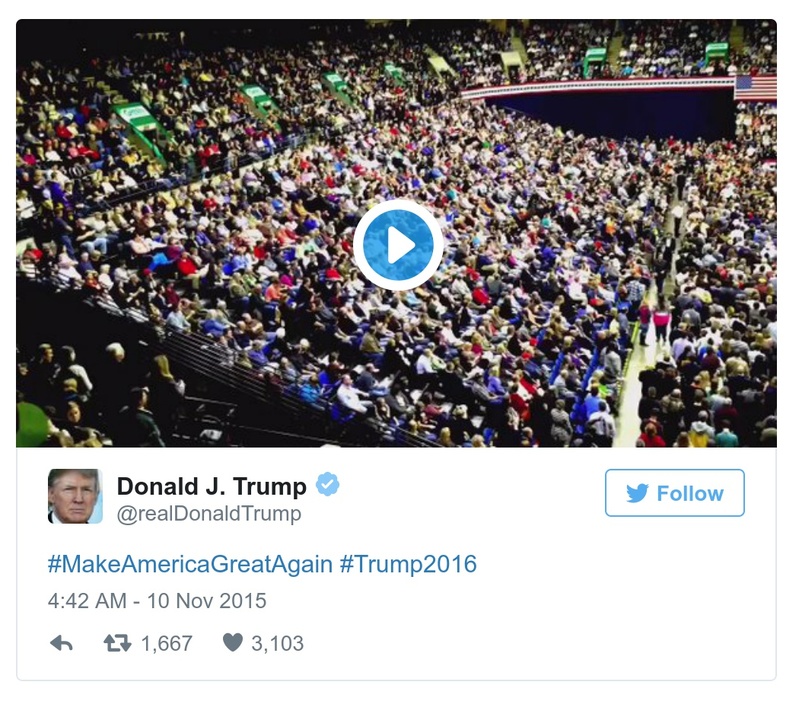 Donald J. Trump
@realDonaldTrump
Follow
#MakeAmericaGreatAgain #Trump2016
4:42 AM - 10 Nov 2015
1,667 3,103